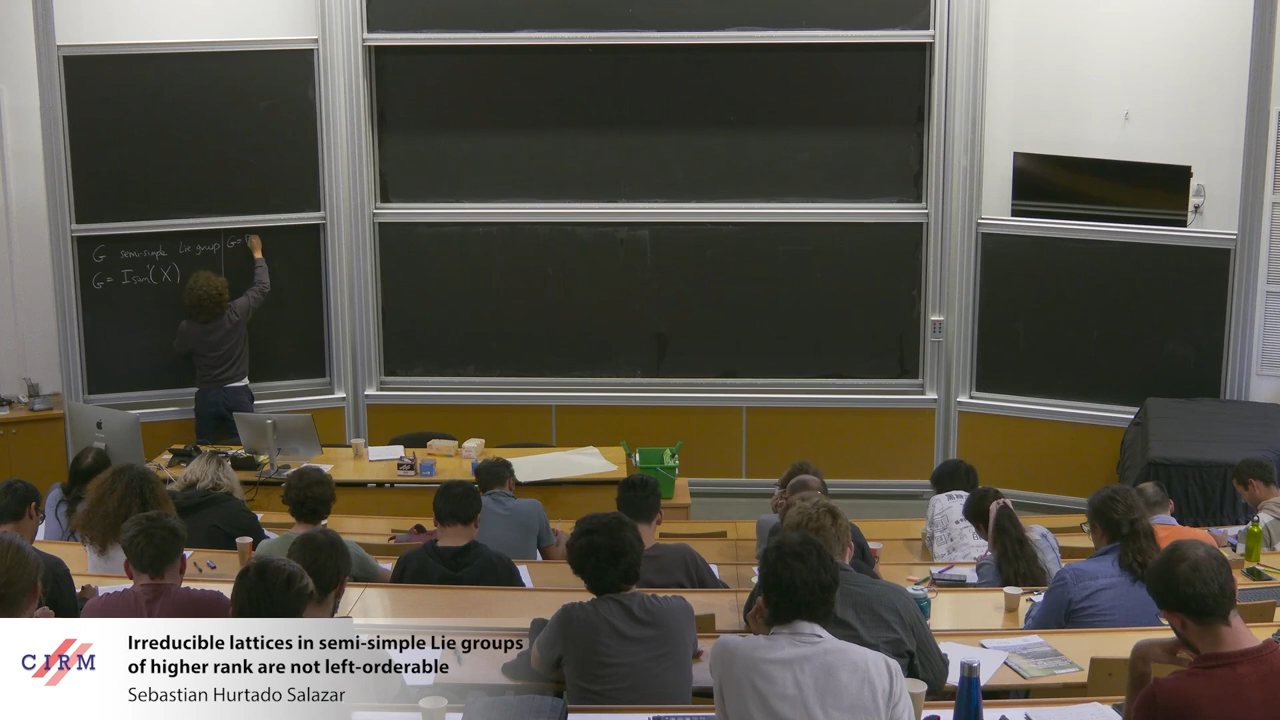 G semi-simple Lie group
G = Isom(X)
G =
CIRM
Irreducible lattices in semi-simple Lie groups
of higher rank are not left-orderable
Sebastian Hurtado Salazar